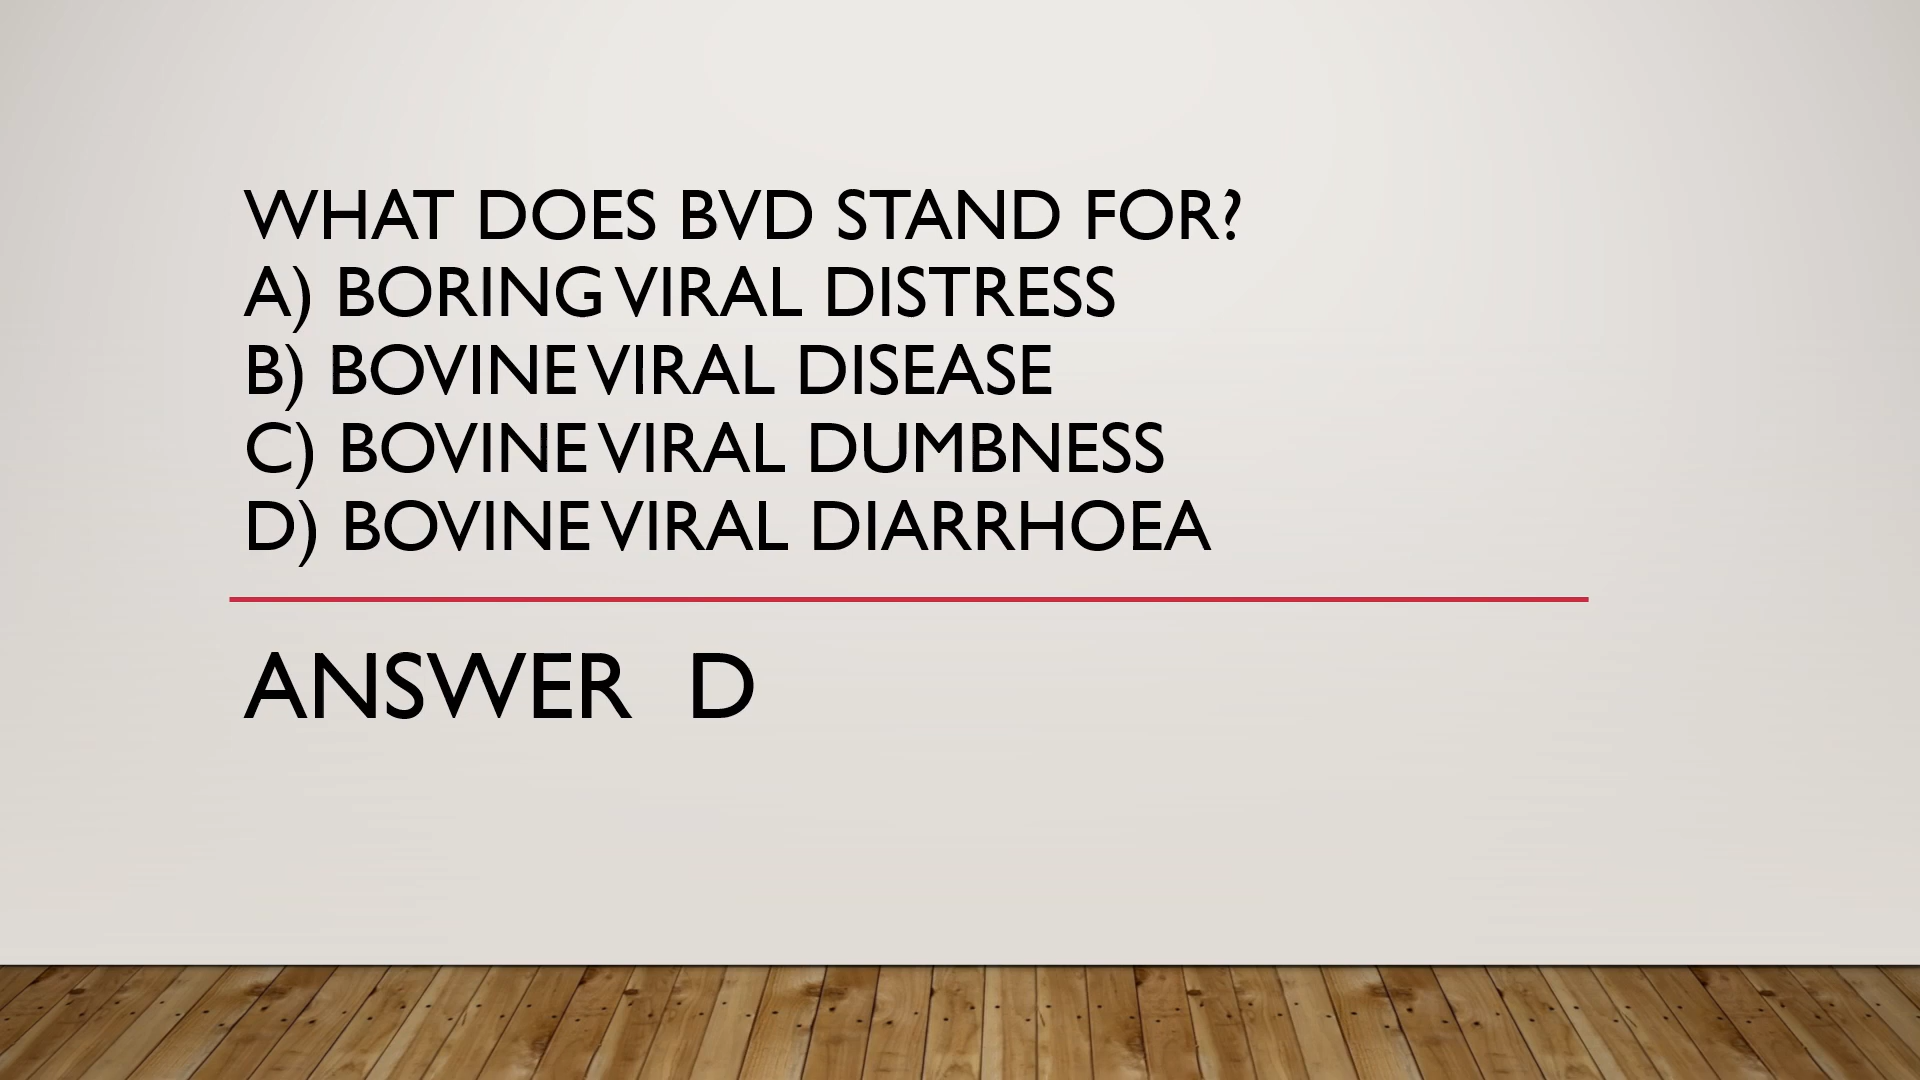 WHAT DOES BVD STAND FOR?
A) BORING VIRAL DISTRESS
B) BOVINE VIRAL DISEASE
C) BOVINE VIRAL DUMBNESS
D) BOVINE VIRAL DIARRHOEA
ANSWER  D